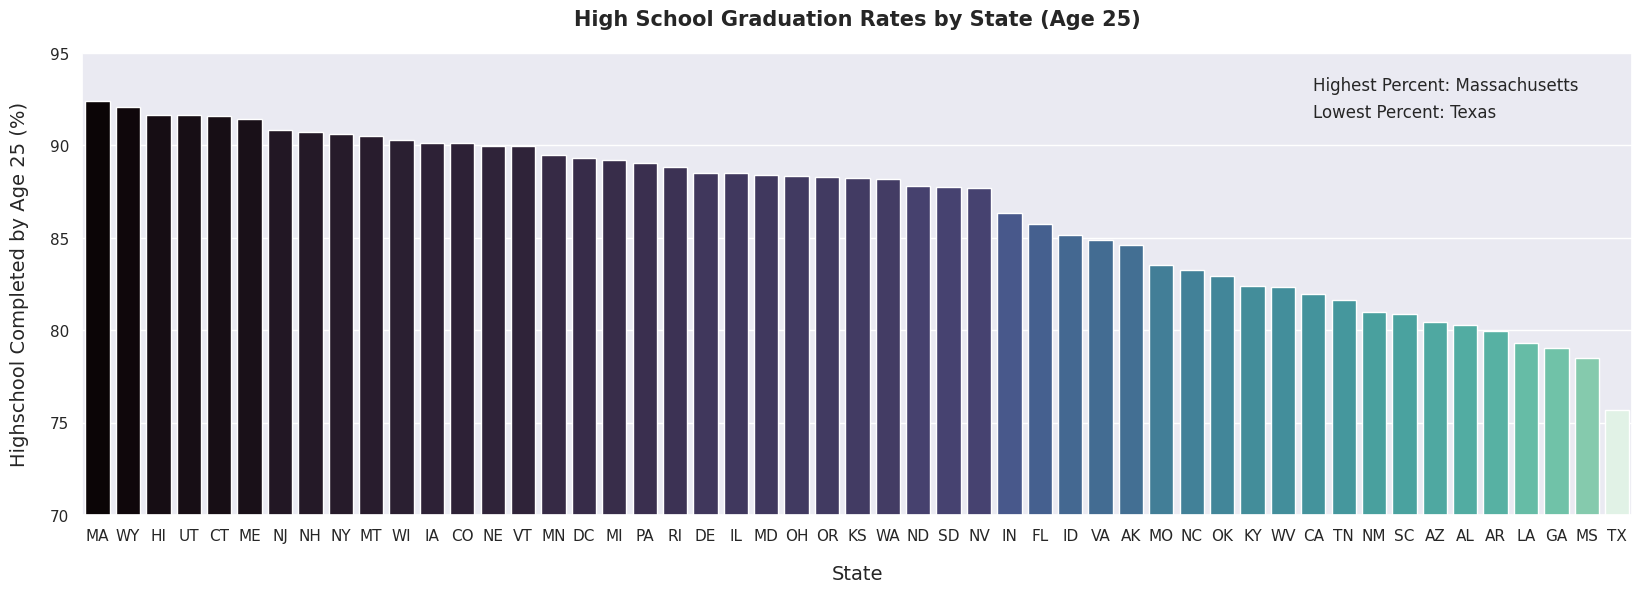 High School Graduation Rates by State (Age 25)
Highschool Completed by Age 25 (%)
95
90
85
80
75
70
Highest Percent: Massachusetts
Lowest Percent: Texas
MA WY HI UT CT ME NJ NH NY MT WI IA CO NE VT MN DC MI PA RI DE IL MD OH OR KS WA ND SD NV IN FL ID VA AK MO NC OK KY WV CA TN NM SC AZ AL AR LA GA MS TX
State